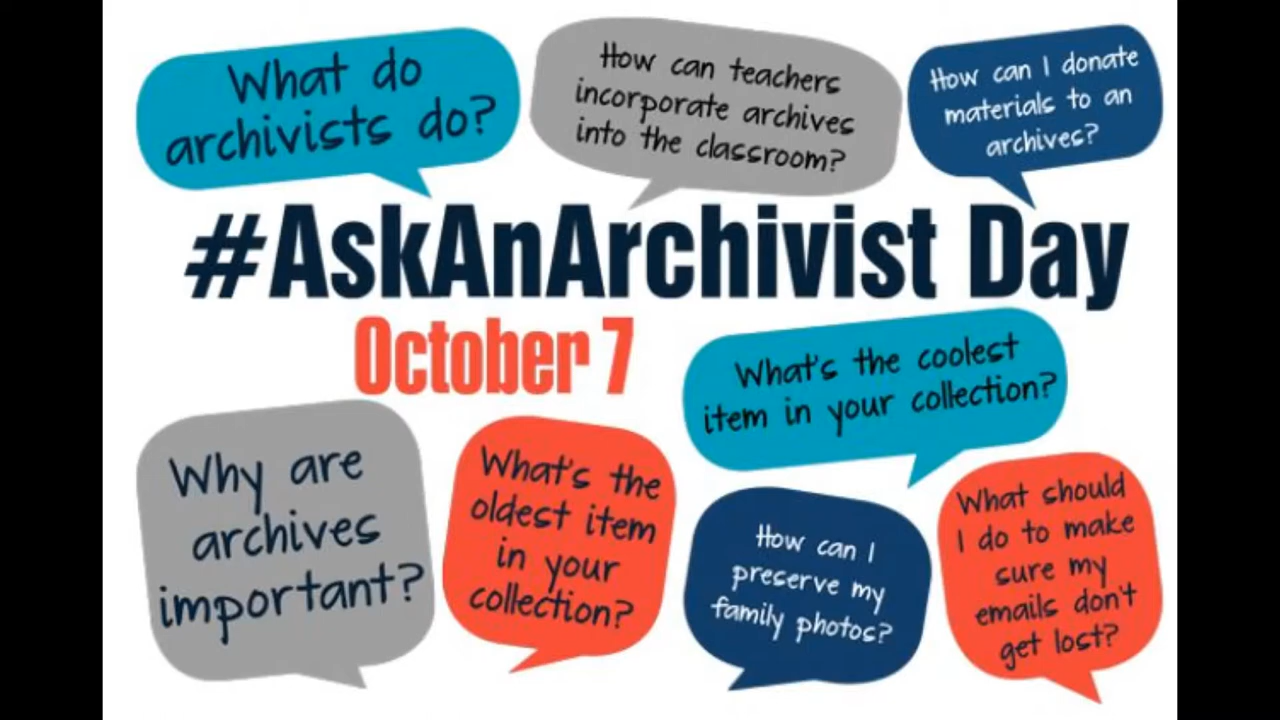 What do
archivists do?
How can teachers
incorporate archives
into the classroom?
How can I donate
materials to an
archives?
#AskAnArchivist Day
October 7
What's the coolest
item in your collection?
Why are
archives
important?
What's the
oldest item
in your
collection?
How can I
preserve my
family photos?
What should
I do to make
sure my
emails don't
get lost?